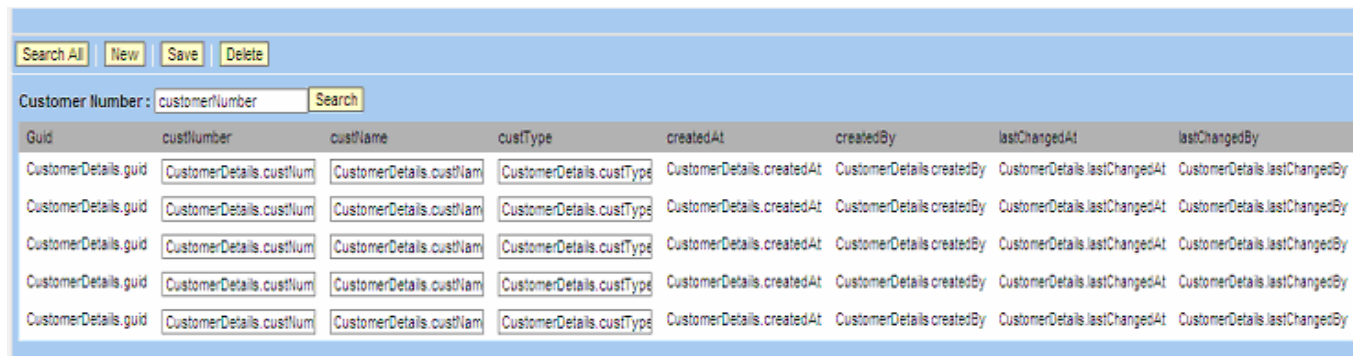 Search All New Save Delete
Customer Number : customerNumber Search
Guid custNumber custName custType createdAt createdBy lastChangedAt lastChangedBy
CustomerDetails.guid CustomerDetails.custNum CustomerDetails.custNam CustomerDetails.custType CustomerDetails.createdAt CustomerDetails.createdBy CustomerDetails.lastChangedAt CustomerDetails.lastChangedBy
CustomerDetails.guid CustomerDetails.custNum CustomerDetails.custNam CustomerDetails.custType CustomerDetails.createdAt CustomerDetails.createdBy CustomerDetails.lastChangedAt CustomerDetails.lastChangedBy
CustomerDetails.guid CustomerDetails.custNum CustomerDetails.custNam CustomerDetails.custType CustomerDetails.createdAt CustomerDetails.createdBy CustomerDetails.lastChangedAt CustomerDetails.lastChangedBy
CustomerDetails.guid CustomerDetails.custNum CustomerDetails.custNam CustomerDetails.custType CustomerDetails.createdAt CustomerDetails.createdBy CustomerDetails.lastChangedAt CustomerDetails.lastChangedBy
CustomerDetails.guid CustomerDetails.custNum CustomerDetails.custNam CustomerDetails.custType CustomerDetails.createdAt CustomerDetails.createdBy CustomerDetails.lastChangedAt CustomerDetails.lastChangedBy